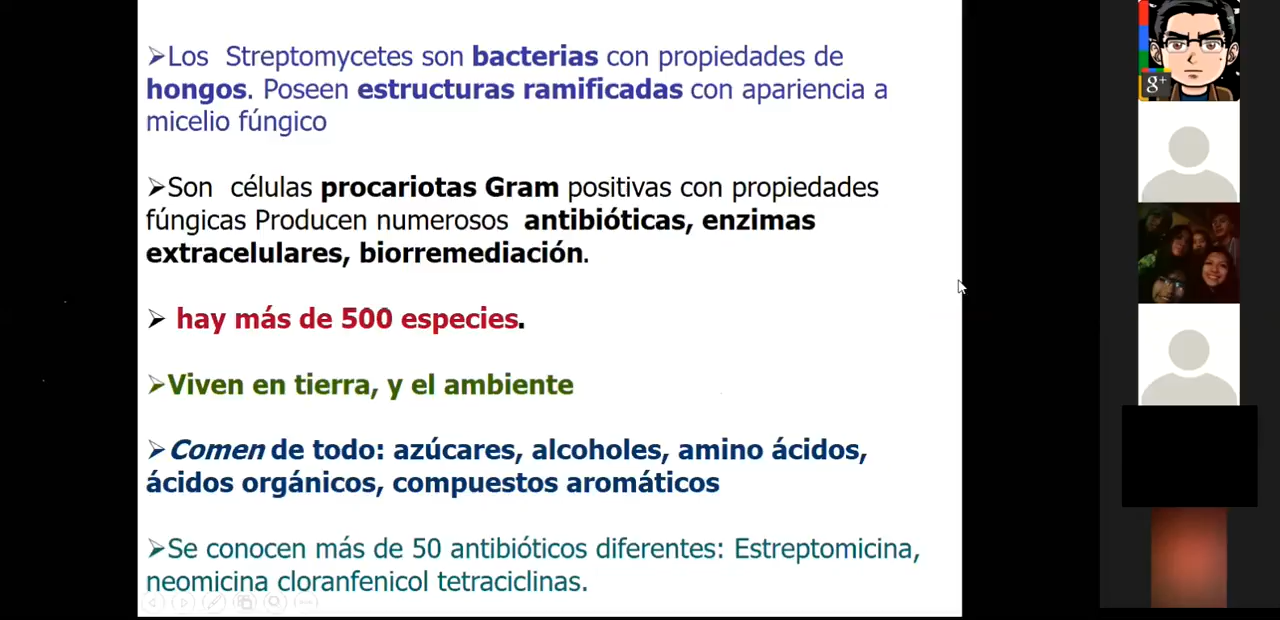 ➢Los Streptomycetes son bacterias con propiedades de
hongos. Poseen estructuras ramificadas con apariencia a
micelio fúngico
➢Son células procariotas Gram positivas con propiedades
fúngicas Producen numerosos antibióticas, enzimas
extracelulares, biorremediación.
➢ hay más de 500 especies.
➢Viven en tierra, y el ambiente
➢Comen de todo: azúcares, alcoholes, amino ácidos,
ácidos orgánicos, compuestos aromáticos
➢Se conocen más de 50 antibióticos diferentes: Estreptomicina,
neomicina cloranfenicol tetraciclinas.
g+